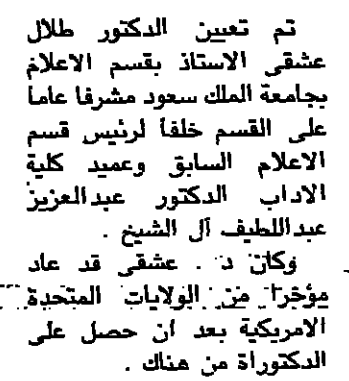 تم تعيين الدكتور طلال
عشقى الاستاذ بقسم الاعلام
بجامعة الملك سعود مشرفا عاما
على القسم خلفا لرئيس قسم
الاعلام السابق وعميد كلية
الاداب الدكتور عبدالعزيز
عبداللطيف آل الشيخ .
وكان د . عشقى قد عاد
مؤخرا من الولايات المتحدة
الامريكية بعد ان حصل على
الدكتوراة من هناك .